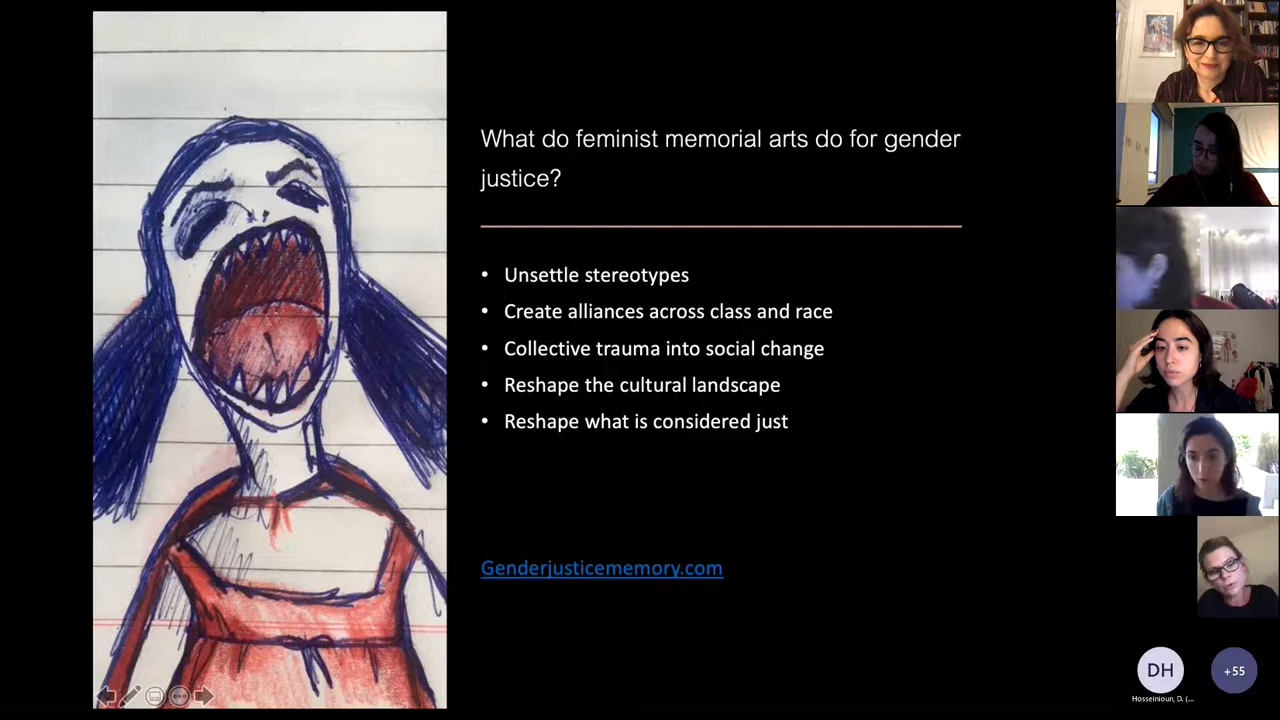 What do feminist memorial arts do for gender
justice?
• Unsettle stereotypes
• Create alliances across class and race
• Collective trauma into social change
• Reshape the cultural landscape
• Reshape what is considered just
Genderjusticememory.com
DH
+55
Hosseinioun, D. (...